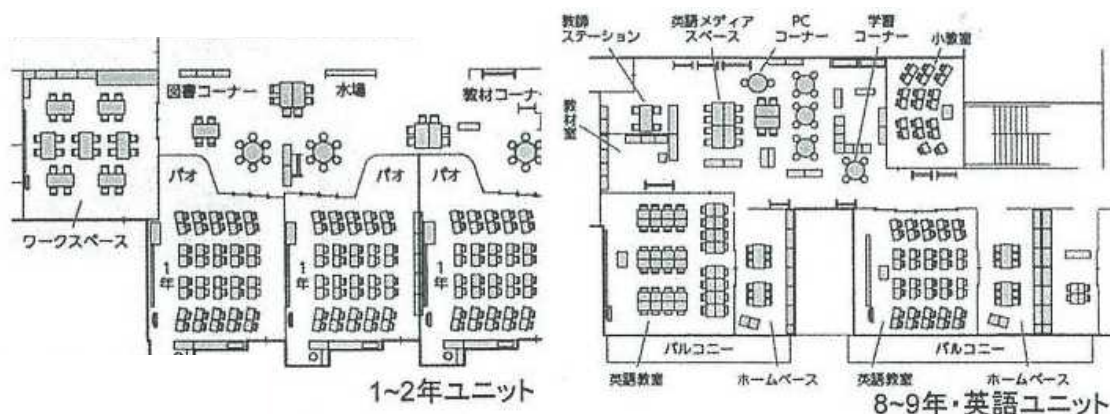 図書コーナー
水場
教材コーナ
パオ
パオ
パオ
ワークスペース
1年
1年
1年
1~2年ユニット
教師
ステーション
英語メディア
スペース
PC
コーナー
学習
コーナー
小教室
教材室
バルコニー
バルコニー
英語教室
ホームベース
英語教室
ホームベース
8~9年・英語ユニット